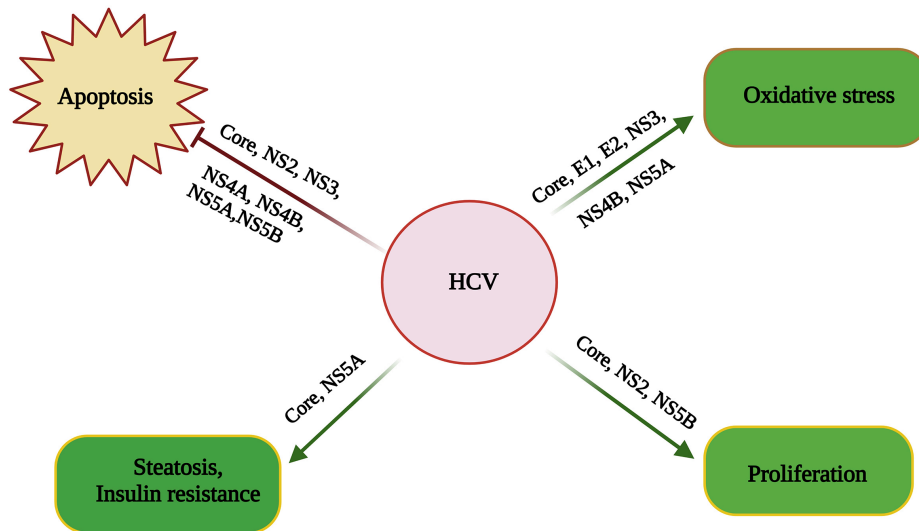 Apoptosis
Core, NS2, NS3,
NS4A, NS4B,
NS5A,NS5B
Core, E1, E2, NS3,
NS4B, NS5A
Oxidative stress
HCV
Core, NS5A
Steatosis,
Insulin resistance
Core, NS2, NS5B
Proliferation